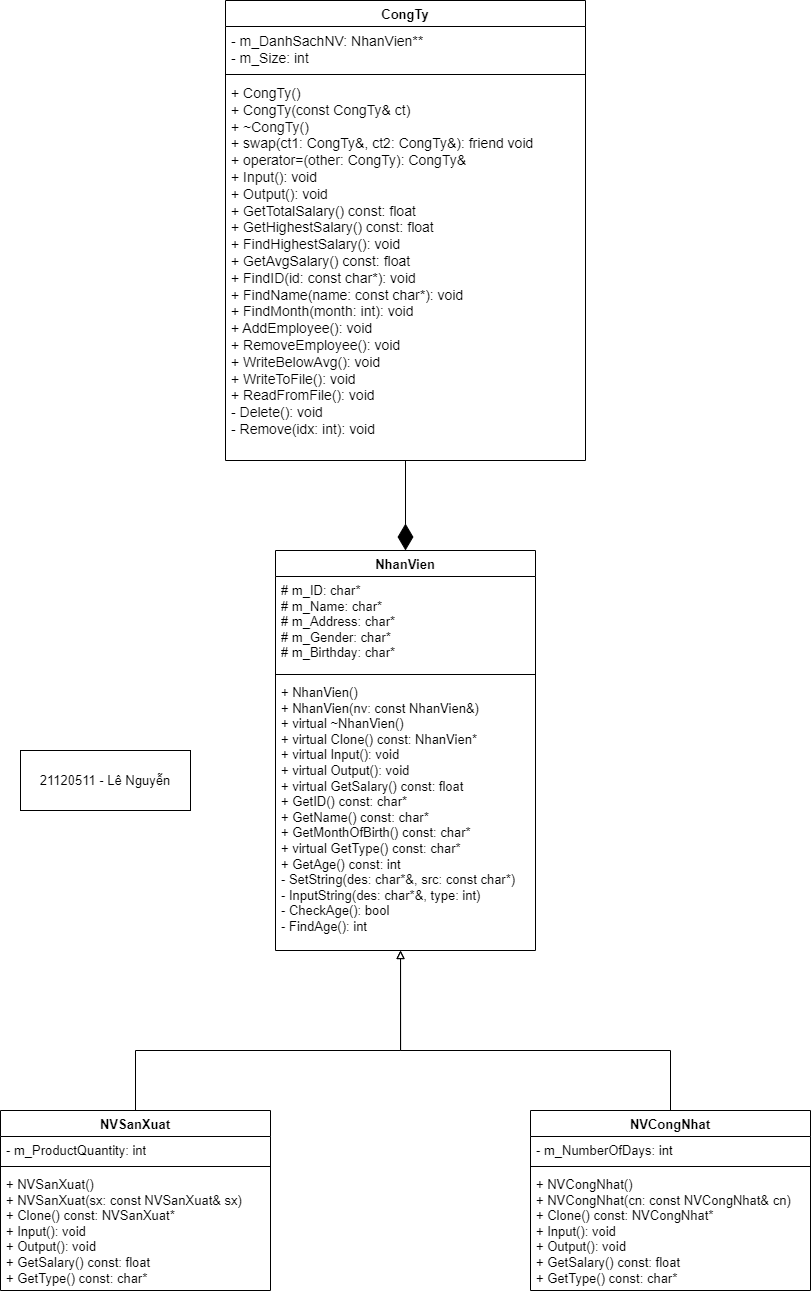 CongTy
- m_DanhSachNV: NhanVien**
- m_Size: int
+ CongTy()
+ CongTy(const CongTy& ct)
+ ~CongTy()
+ swap(ct1: CongTy&, ct2: CongTy&): friend void
+ operator=(other: CongTy): CongTy&
+ Input(): void
+ Output(): void
+ GetTotalSalary() const: float
+ GetHighestSalary() const: float
+ FindHighestSalary(): void
+ GetAvgSalary() const: float
+ FindID(id: const char*): void
+ FindName(name: const char*): void
+ FindMonth(month: int): void
+ AddEmployee(): void
+ RemoveEmployee(): void
+ WriteBelowAvg(): void
+ WriteToFile(): void
+ ReadFromFile(): void
- Delete(): void
- Remove(idx: int): void
NhanVien
# m_ID: char*
# m_Name: char*
# m_Address: char*
# m_Gender: char*
# m_Birthday: char*
+ NhanVien()
+ NhanVien(nv: const NhanVien&)
+ virtual ~NhanVien()
+ virtual Clone() const: NhanVien*
+ virtual Input(): void
+ virtual Output(): void
+ virtual GetSalary() const: float
+ GetID() const: char*
+ GetName() const: char*
+ GetMonthOfBirth() const: char*
+ virtual GetType() const: char*
+ GetAge() const: int
- SetString(des: char*&, src: const char*)
- InputString(des: char*&, type: int)
- CheckAge(): bool
- FindAge(): int
21120511 - Lê Nguyễn
NVSanXuat
- m_ProductQuantity: int
+ NVSanXuat()
+ NVSanXuat(sx: const NVSanXuat& sx)
+ Clone() const: NVSanXuat*
+ Input(): void
+ Output(): void
+ GetSalary() const: float
+ GetType() const: char*
NVCongNhat
- m_NumberOfDays: int
+ NVCongNhat()
+ NVCongNhat(cn: const NVCongNhat& cn)
+ Clone() const: NVCongNhat*
+ Input(): void
+ Output(): void
+ GetSalary() const: float
+ GetType() const: char*